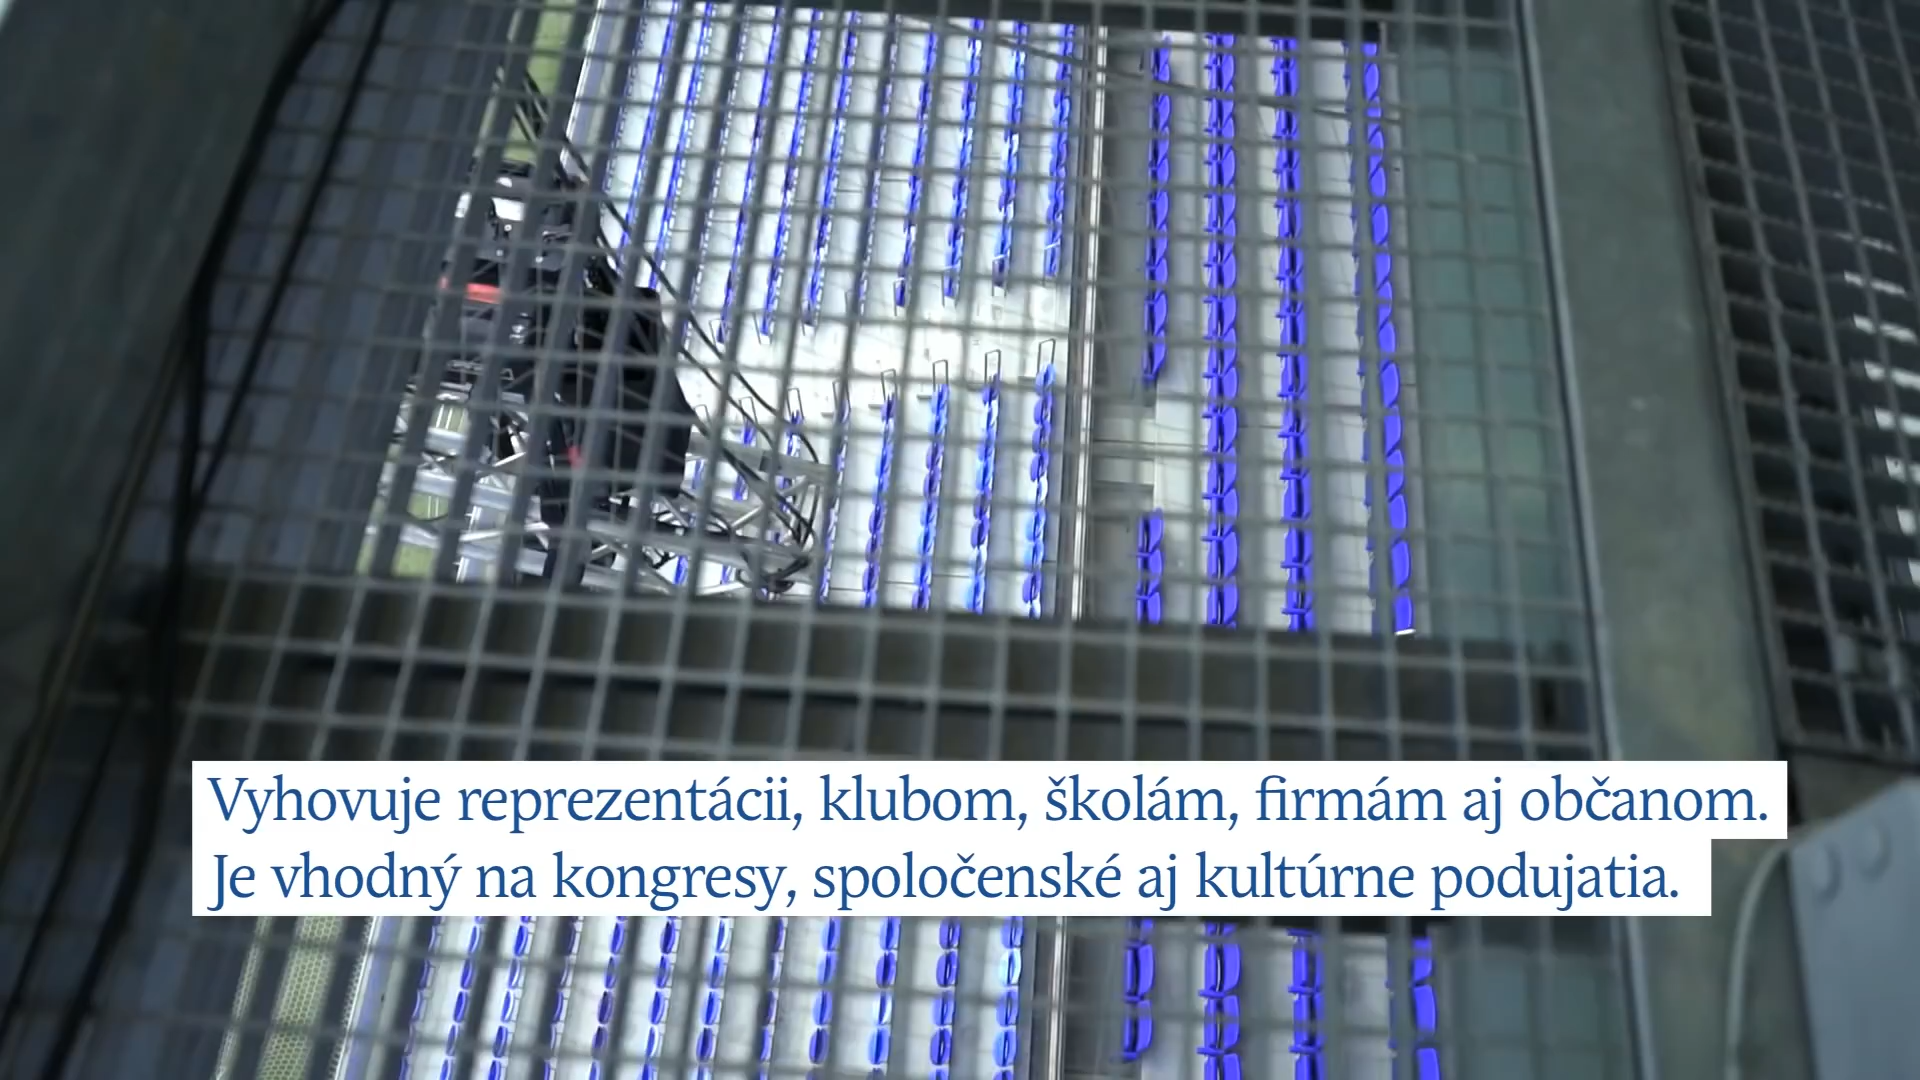 Vyhovuje reprezentácii, klubom, školám, firmám aj občanom.
Je vhodný na kongresy, spoločenské aj kultúrne podujatia.